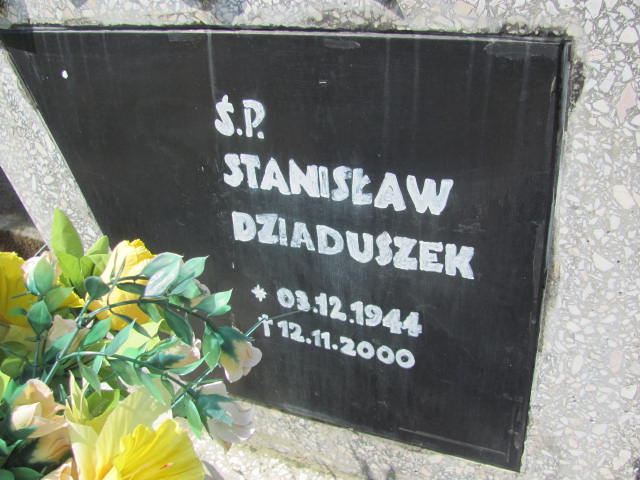 Ś.P.
STANISŁAW
DZIADUSZEK
* 03.12.1944
† 12.11.2000